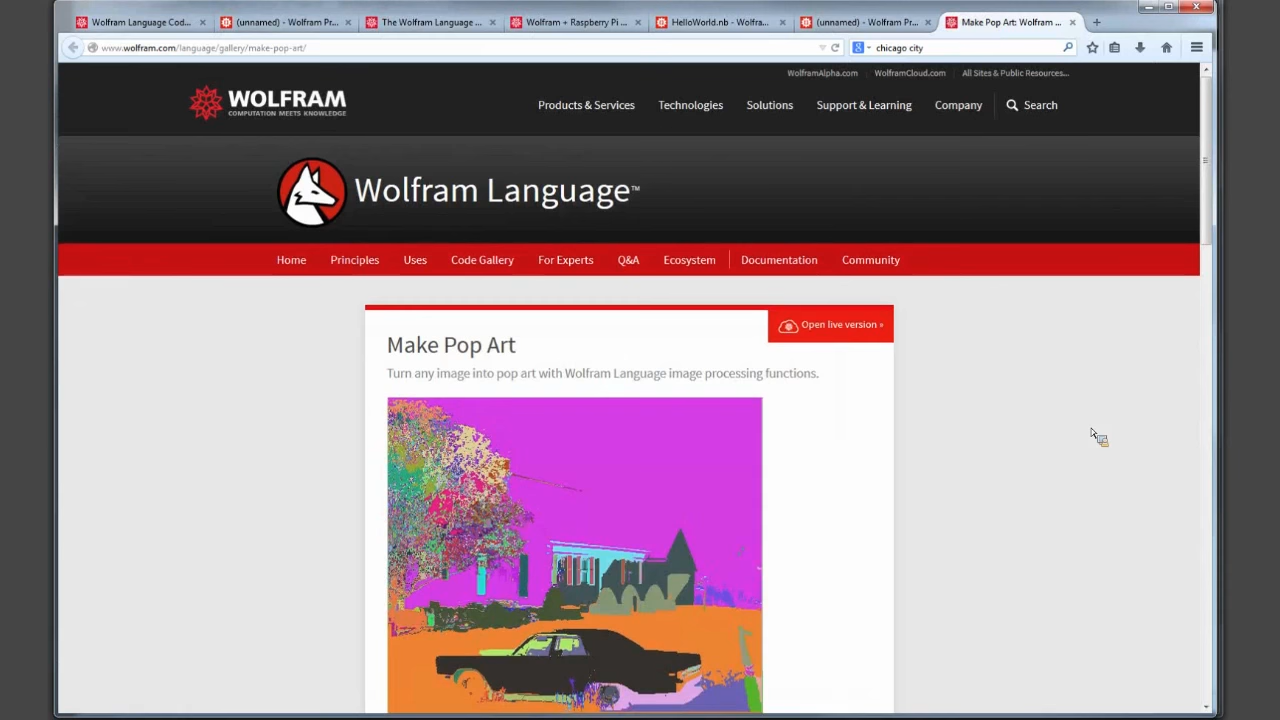 Wolfram Language Cod...
(unnamed) - Wolfram Pr...
The Wolfram Language ...
Wolfram + Raspberry Pi ...
HelloWorld.nb - Wolfra...
(unnamed) - Wolfram Pr...
Make Pop Art: Wolfram ...
www.wolfram.com/language/gallery/make-pop-art/
chicago city
WolframAlpha.com
WolframCloud.com
All Sites & Public Resources...
WOLFRAM
COMPUTATION MEETS KNOWLEDGE
Products & Services
Technologies
Solutions
Support & Learning
Company
Search
Wolfram Language™
Home
Principles
Uses
Code Gallery
For Experts
Q&A
Ecosystem
Documentation
Community
Open live version »
Make Pop Art
Turn any image into pop art with Wolfram Language image processing functions.